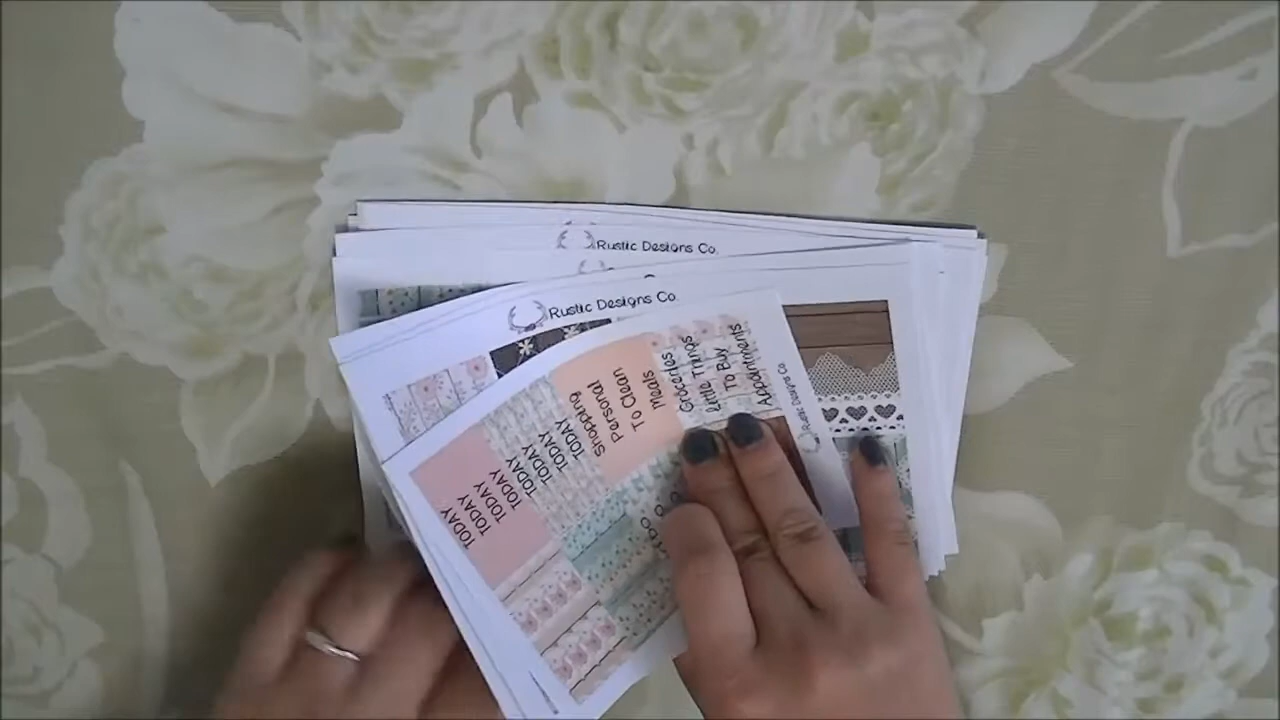 Rustic Designs Co.
Rustic Designs Co.
Groceries
Little Things
To Buy
Appointments
Shopping
Personal
To Clean
Meals
TODAY
TODAY
TODAY
TODAY
TODAY
TODAY
Rustic Designs Co.